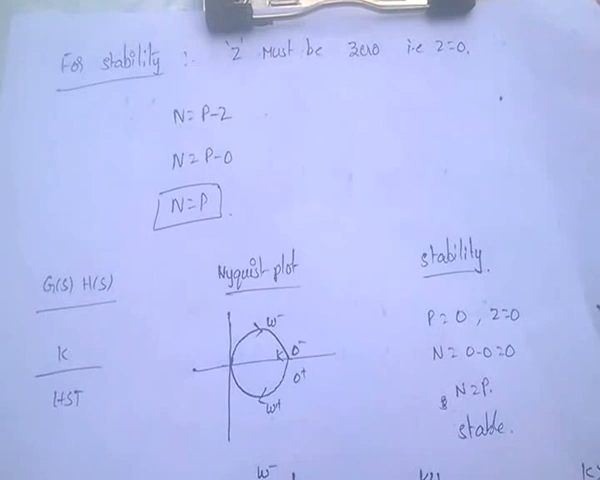 For stability :- 'Z' Must be Zero i.e Z=0.
N = P-Z
N = P-0
N = P.
G(s) H(s)
Nyquist plot
stability.
K
1+ST
ω-
K
0-
0+
ω+
P = 0, Z=0
N = 0-0=0
N=P.
stable.
ω-